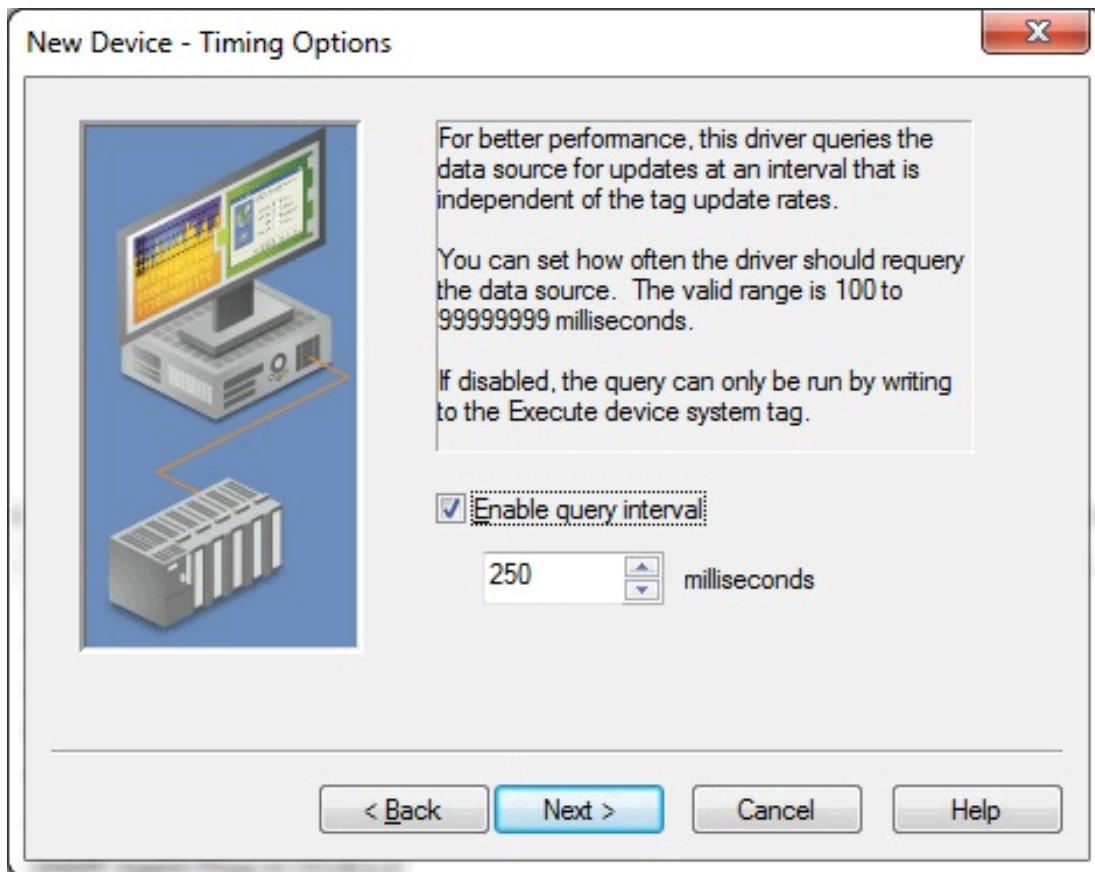 New Device - Timing Options
For better performance, this driver queries the
data source for updates at an interval that is
independent of the tag update rates.
You can set how often the driver should requery
the data source.  The valid range is 100 to
99999999 milliseconds.
If disabled, the query can only be run by writing
to the Execute device system tag.
Enable query interval
250 milliseconds
< Back Next > Cancel Help